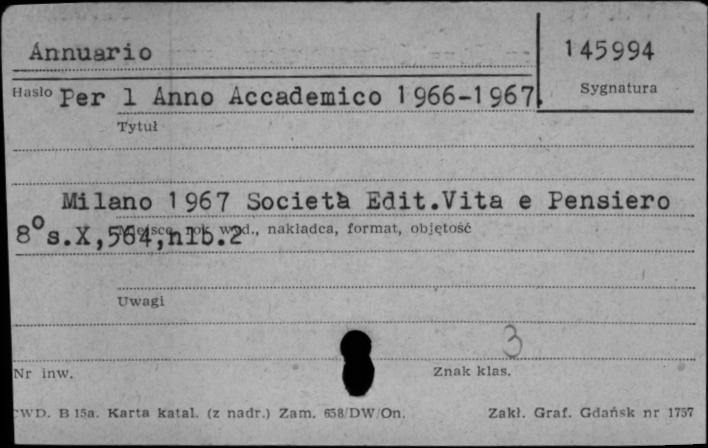 Annuario
145994
Hasło Per l Anno Accademico 1966-1967.
Sygnatura
Tytuł
Milano 1967 Società Edit.Vita e Pensiero
8° s.X,564,nlb.2
Miejsce, rok wyd., nakładca, format, objętość
Uwagi
3
Nr inw.
Znak klas.
CWD. B 15a. Karta katal. (z nadr.) Zam. 658/DW/On. Zakł. Graf. Gdańsk nr 1757